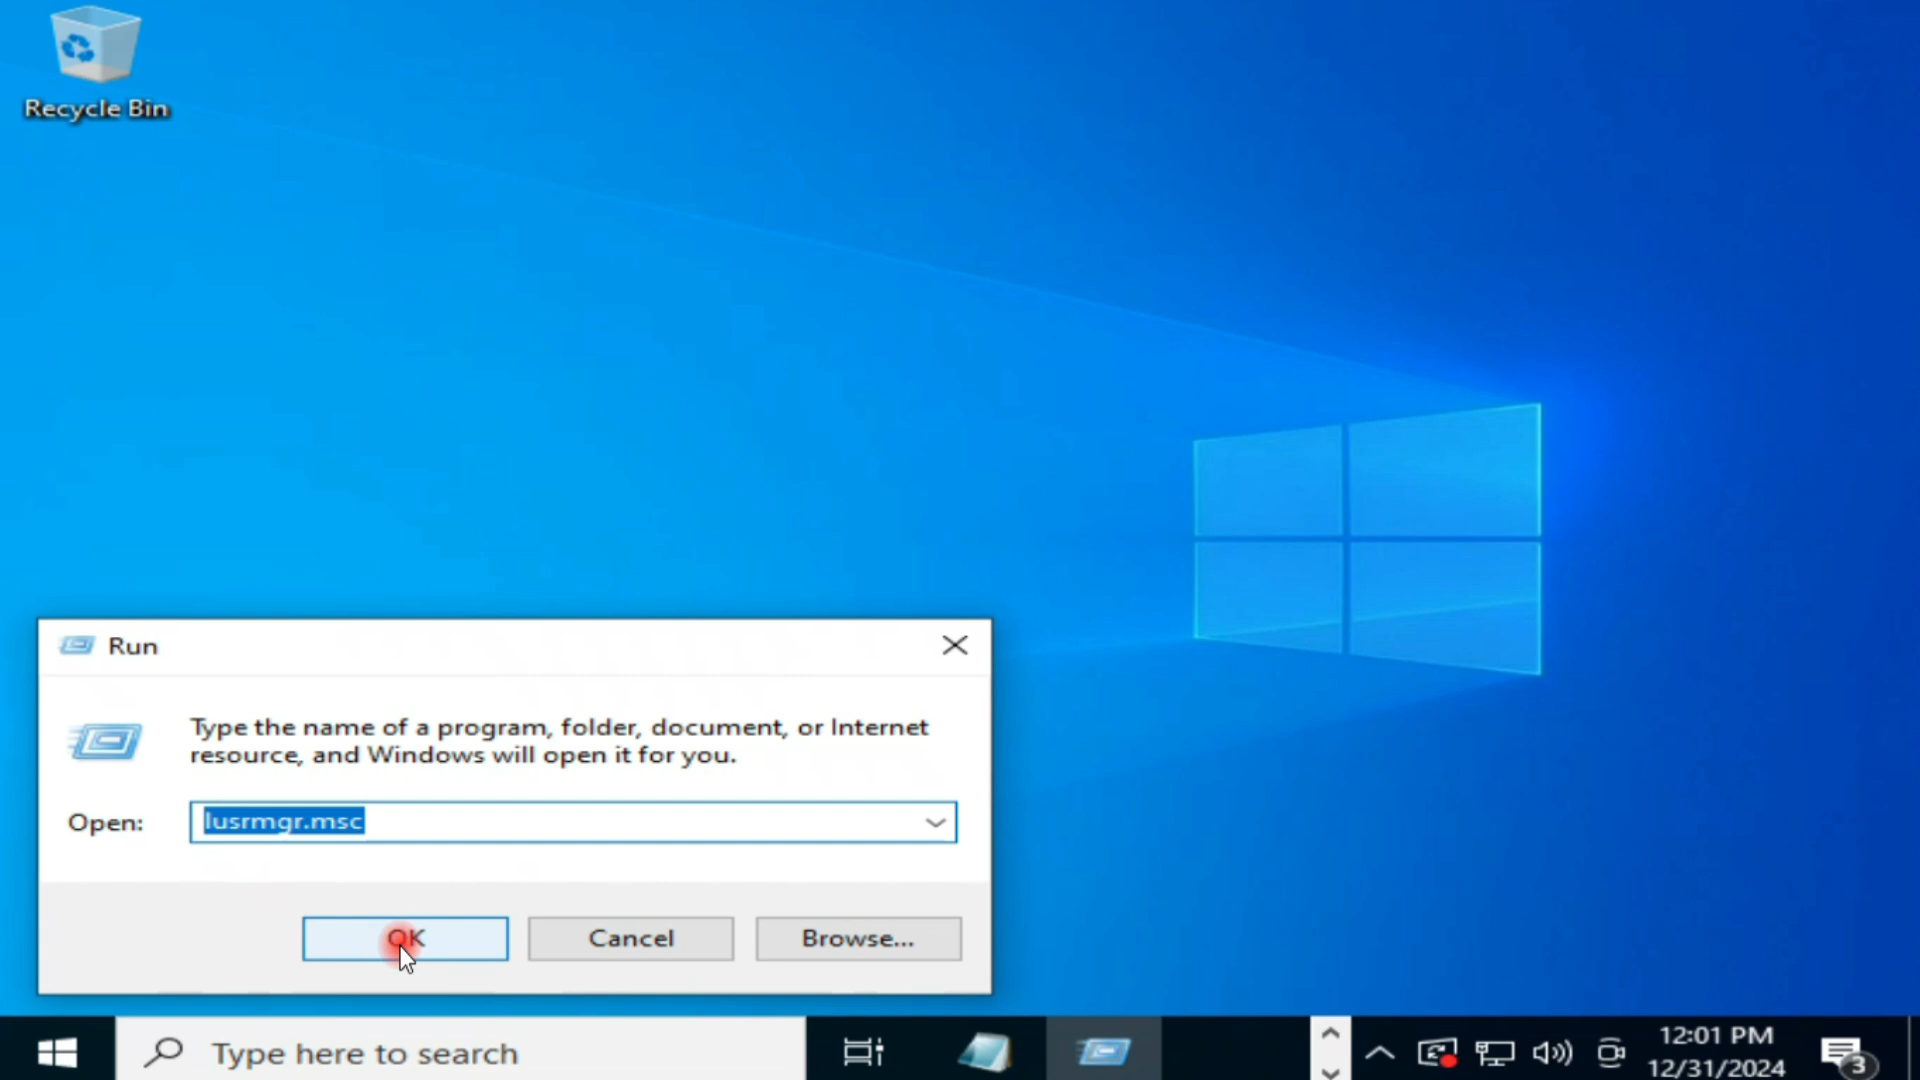 Recycle Bin
Run
Type the name of a program, folder, document, or Internet
resource, and Windows will open it for you.
Open:
lusrmgr.msc
OK
Cancel
Browse...
Type here to search
12:01 PM
12/31/2024
3